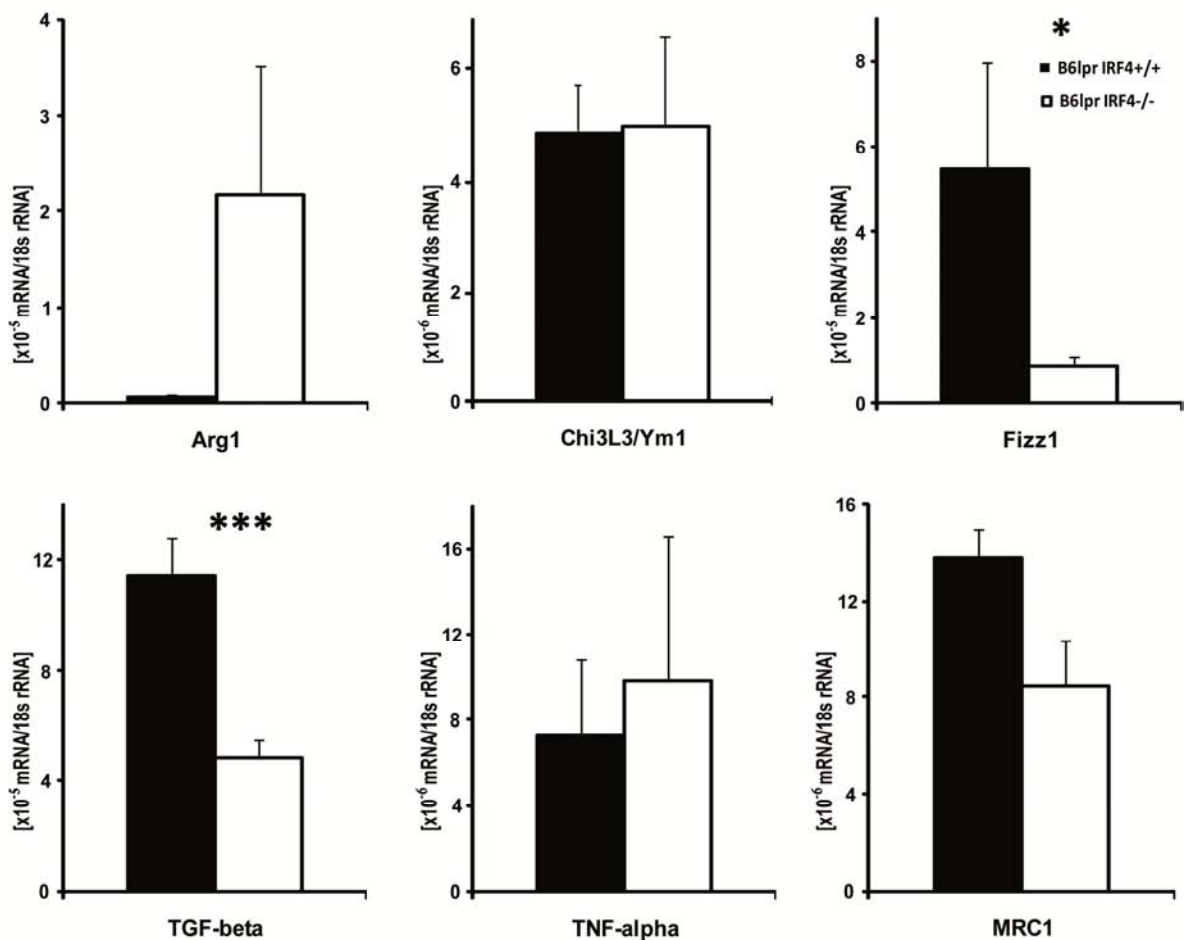 4
3
2
1
0
[x10⁻⁵ mRNA/18s rRNA]
Arg1
6
4
2
0
[x10⁻⁶ mRNA/18s rRNA]
Chi3L3/Ym1
8
6
4
2
0
[x10⁻⁵ mRNA/18s rRNA]
*
B6lpr IRF4+/+
B6lpr IRF4-/-
Fizz1
12
8
4
0
[x10⁻⁵ mRNA/18s rRNA]
***
TGF-beta
16
12
8
4
0
[x10⁻⁶ mRNA/18s rRNA]
TNF-alpha
16
12
8
4
0
[x10⁻⁶ mRNA/18s rRNA]
MRC1